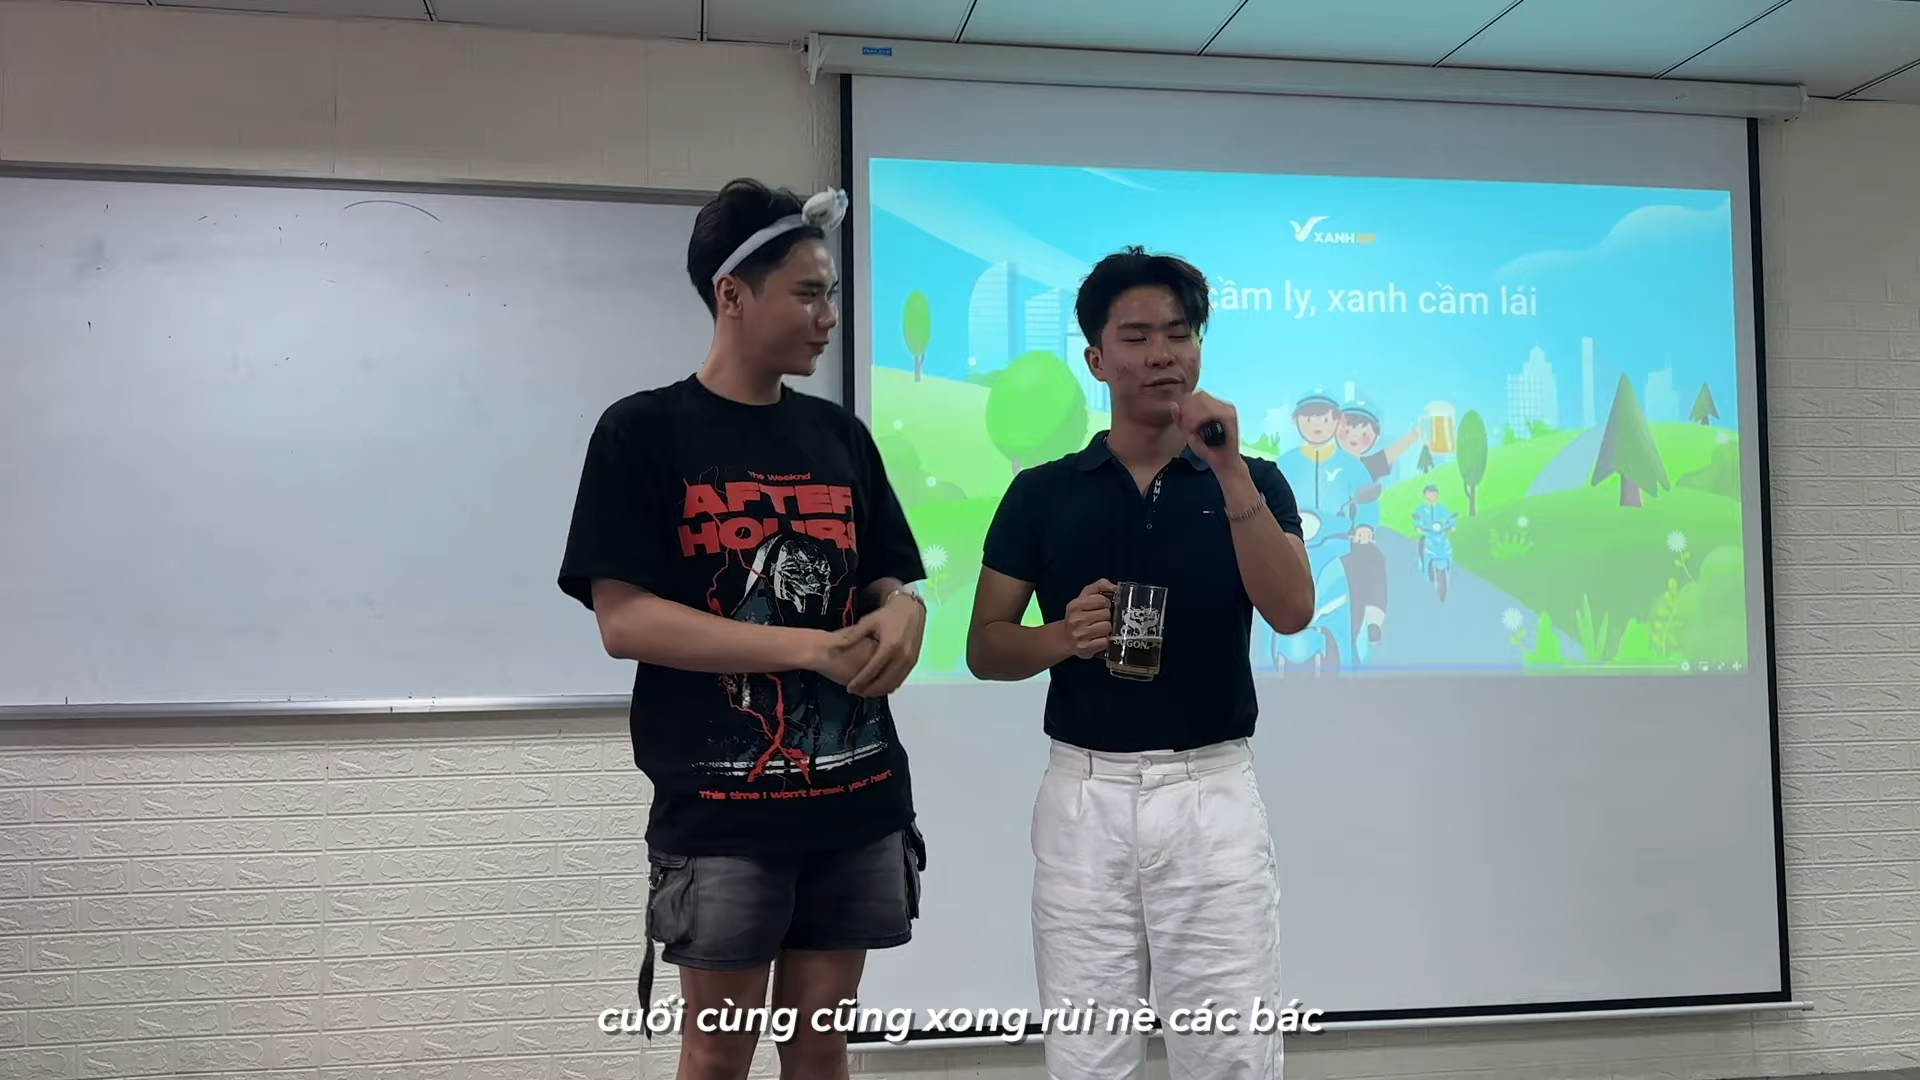 XANH
cầm ly, xanh cầm lái
The Weeknd
AFTER
HOURS
This time I won't break your heart
SAIGON
cuối cùng cũng xong rùi nè các bác